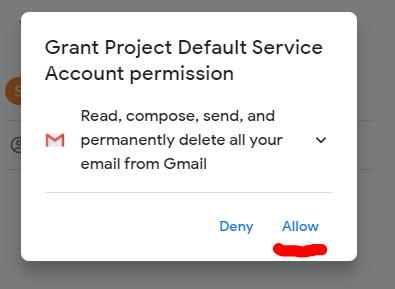 Grant Project Default Service
Account permission
Read, compose, send, and
permanently delete all your
email from Gmail
Deny
Allow